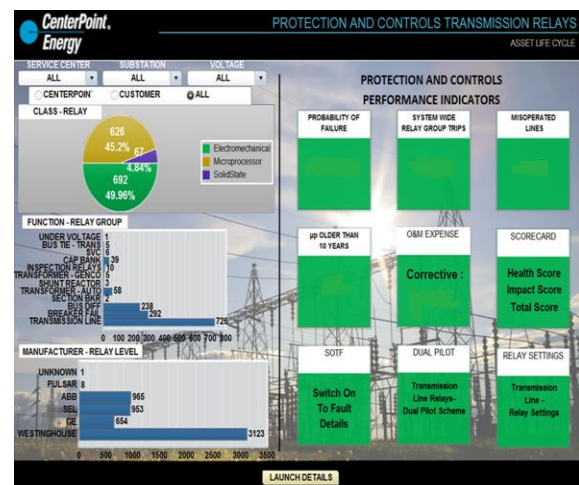 CenterPoint.
Energy
PROTECTION AND CONTROLS TRANSMISSION RELAYS
ASSET LIFE CYCLE
SERVICE CENTER SUBSTATION VOLTAGE
ALL ALL ALL
CENTERPOIN' CUSTOMER ALL
CLASS - RELAY
626
45.2%
67
4.84%
692
49.96%
Electromechanical
Microprocessor
SolidState
FUNCTION - RELAY GROUP
UNDER VOLTAGE 1
BUS TIE - TRANS 5
SVC 6
CAP BANK 39
INSPECTION RELAYS 10
TRANSFORMER - GENCO 5
SHUNT REACTOR 3
TRANSFORMER - AUTO 58
SECTION BKR 2
BUS DIFF 238
BREAKER FAIL 292
TRANSMISSION LINE 726
0 100 200 300 400 500 600 700 800
MANUFACTURER - RELAY LEVEL
UNKNOWN 1
PULSAR 8
ABB 965
SEL 953
GE 654
WESTINGHOUSE 3123
0 500 1000 1500 2000 2500 3000 3500
PROTECTION AND CONTROLS
PERFORMANCE INDICATORS
PROBABILITY OF
FAILURE
SYSTEM WIDE
RELAY GROUP TRIPS
MISOPERATED
LINES
µp OLDER THAN
10 YEARS
O&M EXPENSE
Corrective :
SCORECARD
Health Score
Impact Score
Total Score
SOTF
Switch On
To Fault
Details
DUAL PILOT
Transmission
Line Relays-
Dual Pilot Scheme
RELAY SETTINGS
Transmission
Line -
Relay Settings
LAUNCH DETAILS